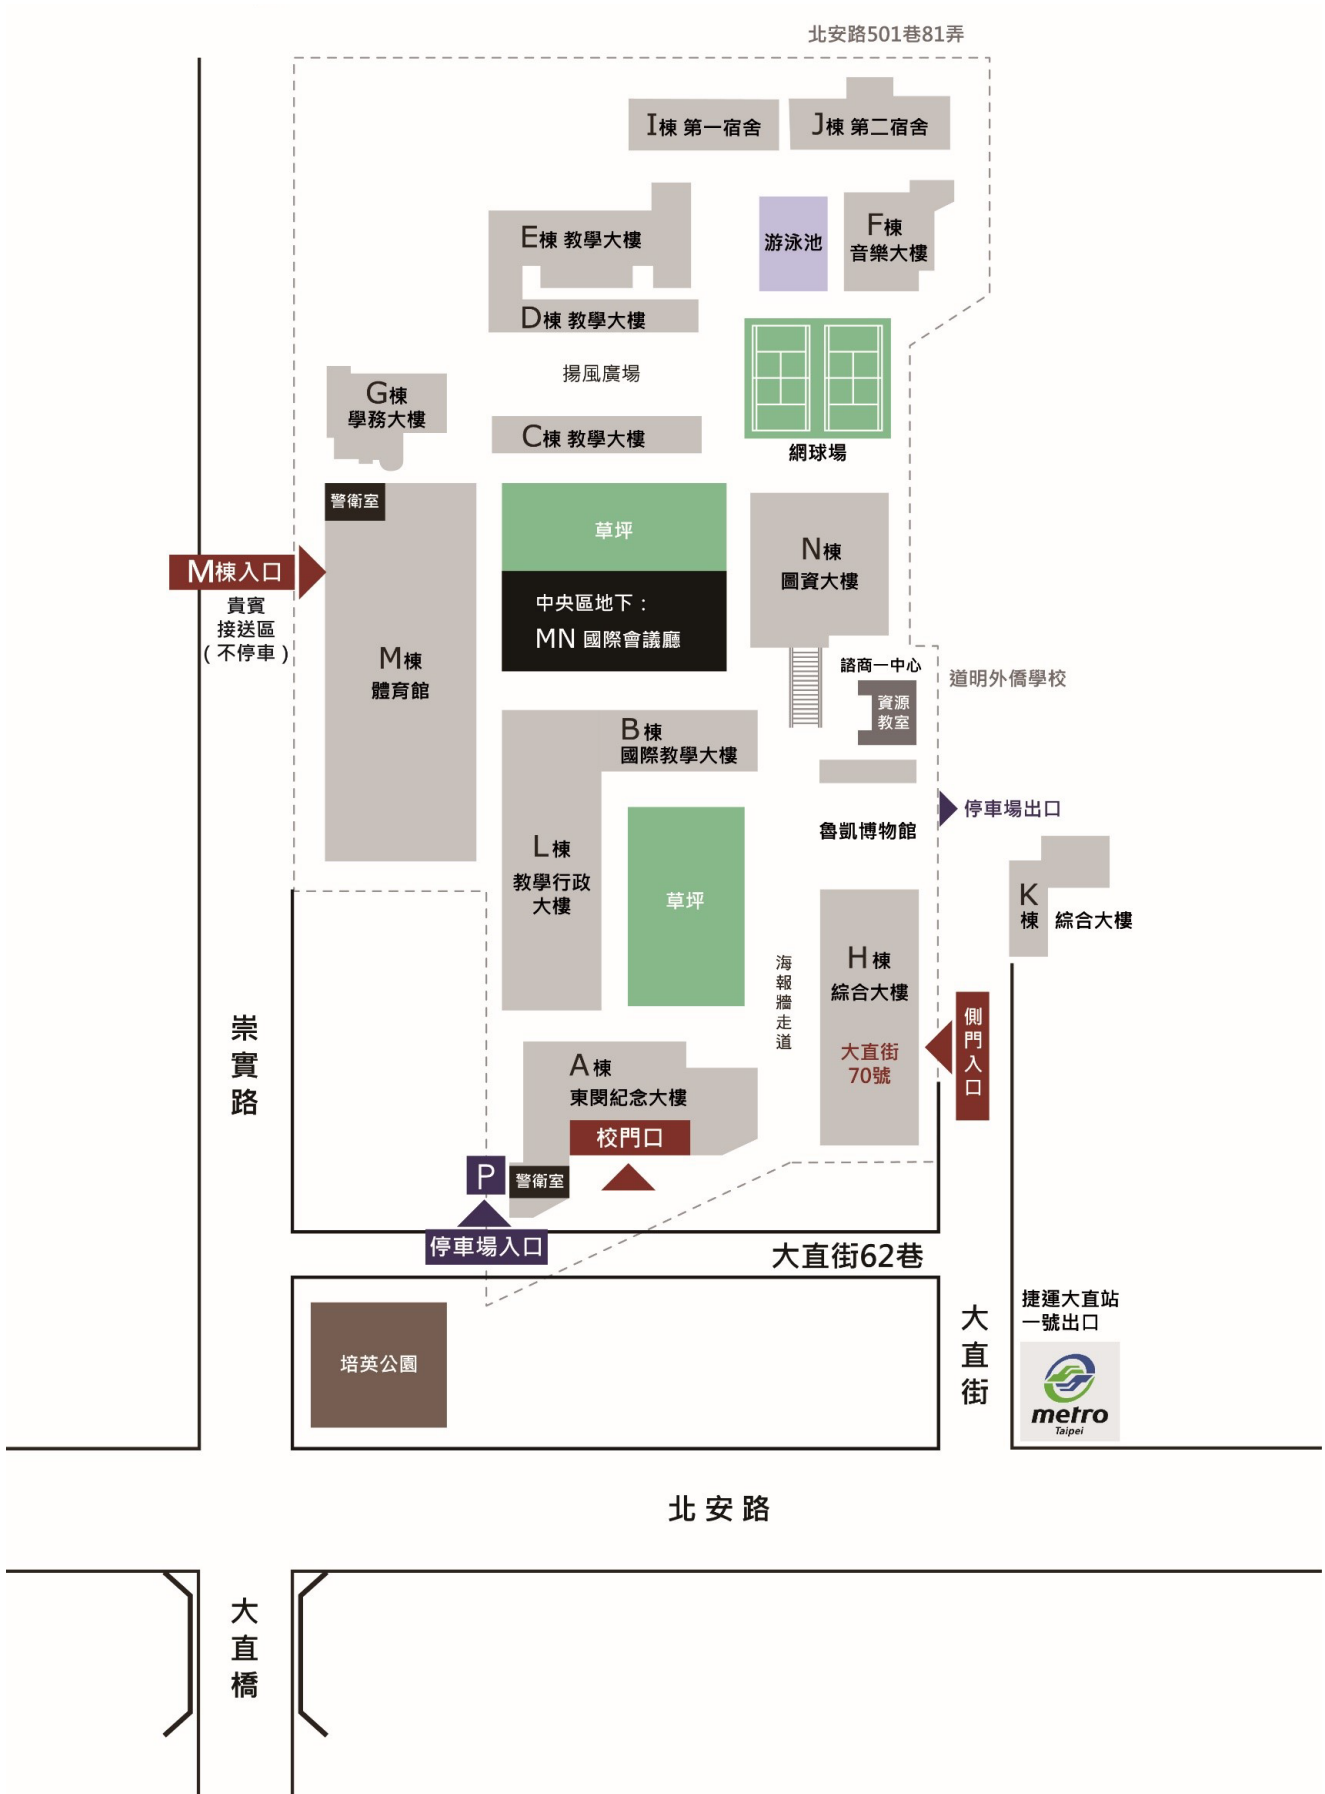 北安路501巷81弄
I棟 第一宿舍
J棟 第二宿舍
E棟 教學大樓
游泳池
F棟
音樂大樓
D棟 教學大樓
揚風廣場
G棟
學務大樓
C棟 教學大樓
網球場
警衛室
草坪
N棟
圖資大樓
M棟入口
貴賓
接送區
(不停車)
中央區地下：
MN 國際會議廳
M棟
體育館
諮商一中心
道明外僑學校
資源
教室
B棟
國際教學大樓
停車場出口
魯凱博物館
L棟
教學行政
大樓
草坪
K
棟 綜合大樓
H棟
綜合大樓
海報牆走道
大直街
70號
側門入口
崇實路
A棟
東閔紀念大樓
校門口
P
警衛室
停車場入口
大直街62巷
大直街
捷運大直站
一號出口
培英公園
metro
Taipei
北安路
大直橋